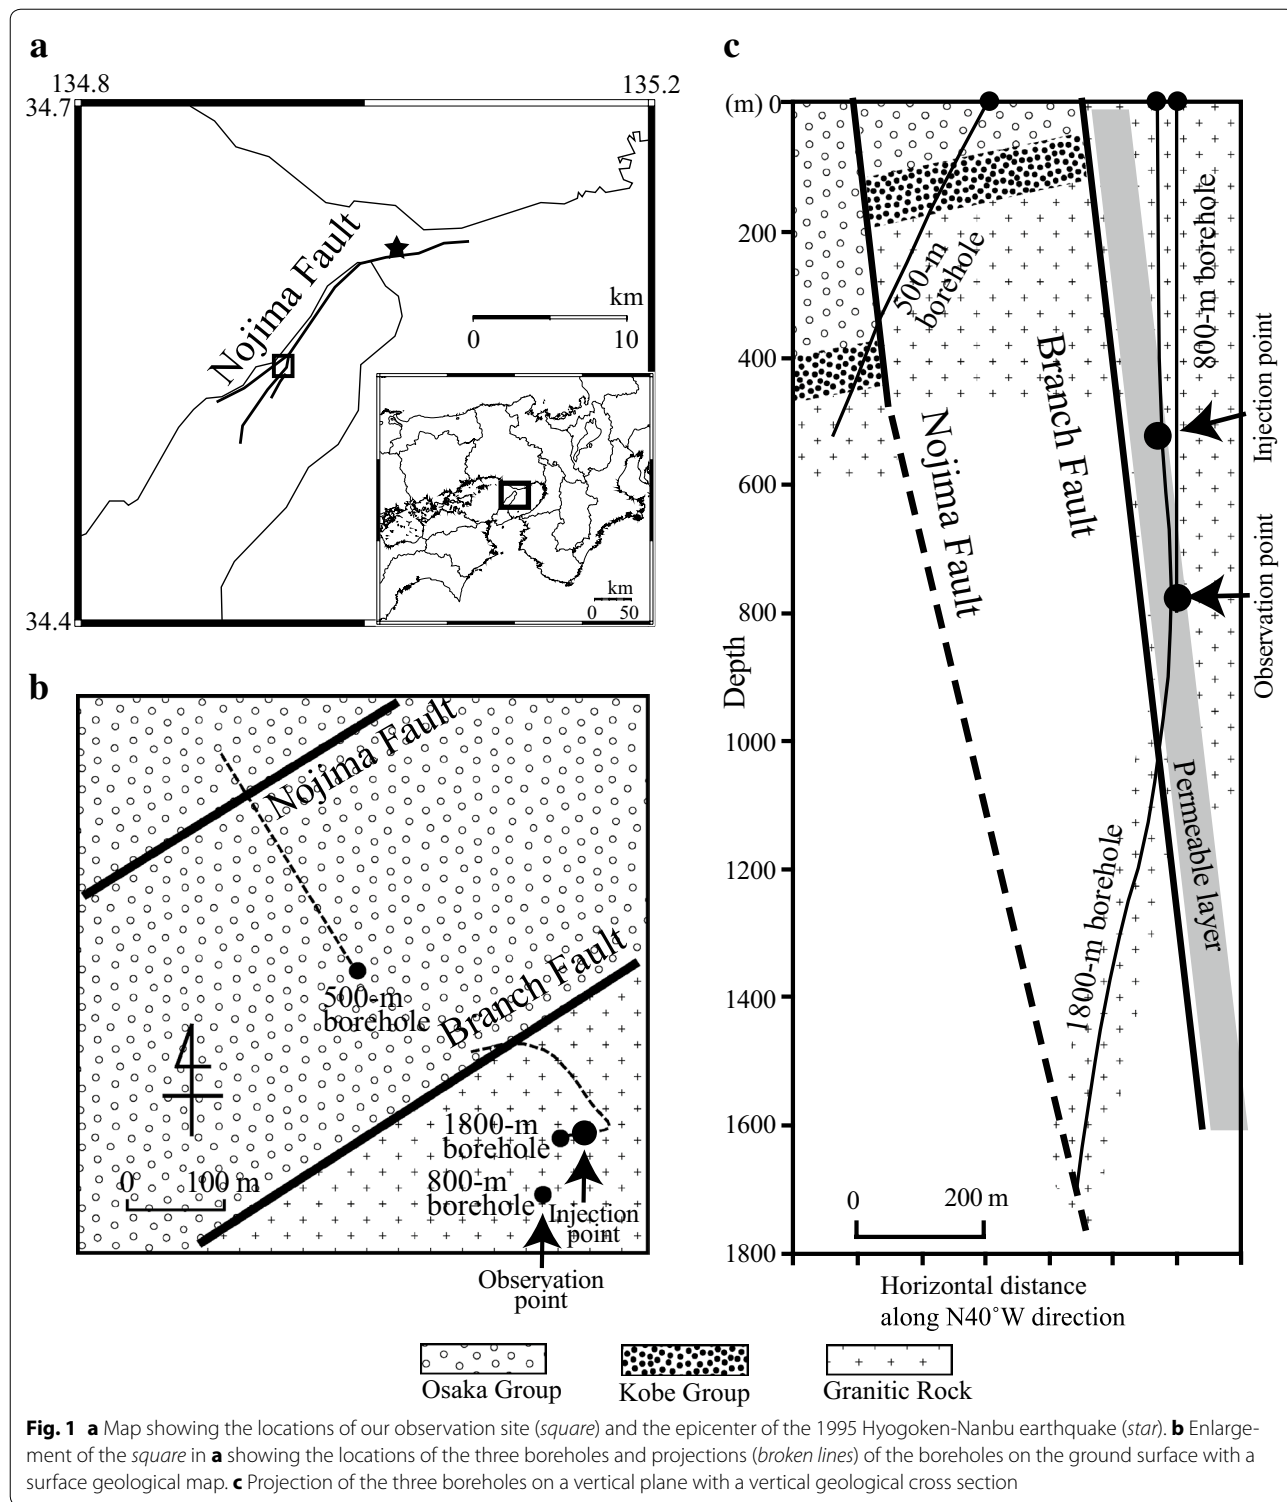 a
134.8
135.2
34.7
34.4
Nojima Fault
km
0
10
km
0
50
b
Nojima Fault
500-m
borehole
Branch Fault
1800-m
borehole
800-m
borehole
Injection
point
0
100 m
Observation
point
c
(m) 0
200
400
600
800
1000
1200
1400
1600
1800
Depth
500-m
borehole
800-m borehole
Injection point
Observation point
Nojima Fault
Branch Fault
Permeable layer
1800-m borehole
0
200 m
Horizontal distance
along N40˚W direction
Osaka Group
Kobe Group
Granitic Rock
Fig. 1 a Map showing the locations of our observation site (square) and the epicenter of the 1995 Hyogoken-Nanbu earthquake (star). b Enlarge-
ment of the square in a showing the locations of the three boreholes and projections (broken lines) of the boreholes on the ground surface with a
surface geological map. c Projection of the three boreholes on a vertical plane with a vertical geological cross section